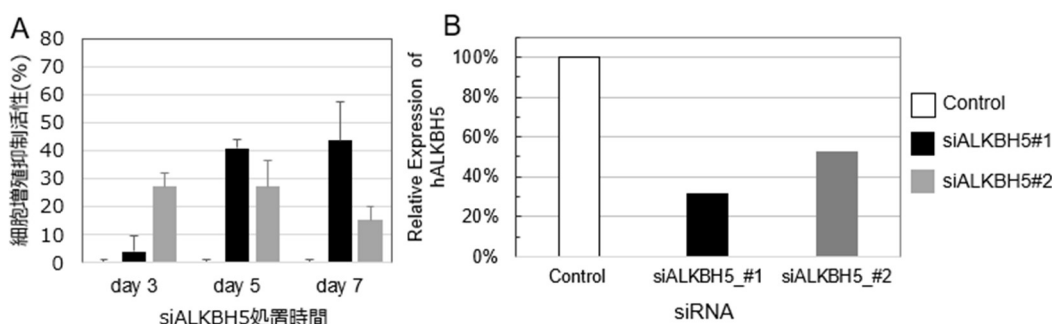 A
細胞増殖抑制活性(%)
80
70
60
50
40
30
20
10
0
day 3
day 5
day 7
siALKBH5処置時間
B
Relative Expression of
hALKBH5
100%
80%
60%
40%
20%
0%
Control
siALKBH5_#1
siALKBH5_#2
siRNA
Control
siALKBH5#1
siALKBH5#2